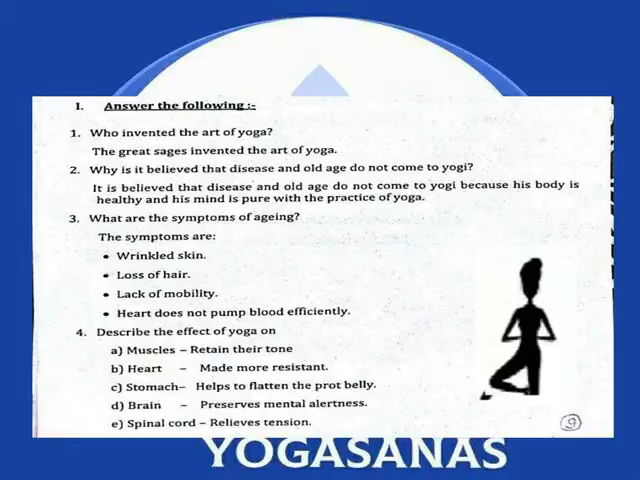 I. Answer the following :-
1. Who invented the art of yoga?
The great sages invented the art of yoga.
2. Why is it believed that disease and old age do not come to yogi?
It is believed that disease and old age do not come to yogi because his body is
healthy and his mind is pure with the practice of yoga.
3. What are the symptoms of ageing?
The symptoms are:
• Wrinkled skin.
• Loss of hair.
• Lack of mobility.
• Heart does not pump blood efficiently.
4. Describe the effect of yoga on
a) Muscles – Retain their tone
b) Heart – Made more resistant.
c) Stomach– Helps to flatten the prot belly.
d) Brain – Preserves mental alertness.
e) Spinal cord – Relieves tension.
9
YOGASANAS